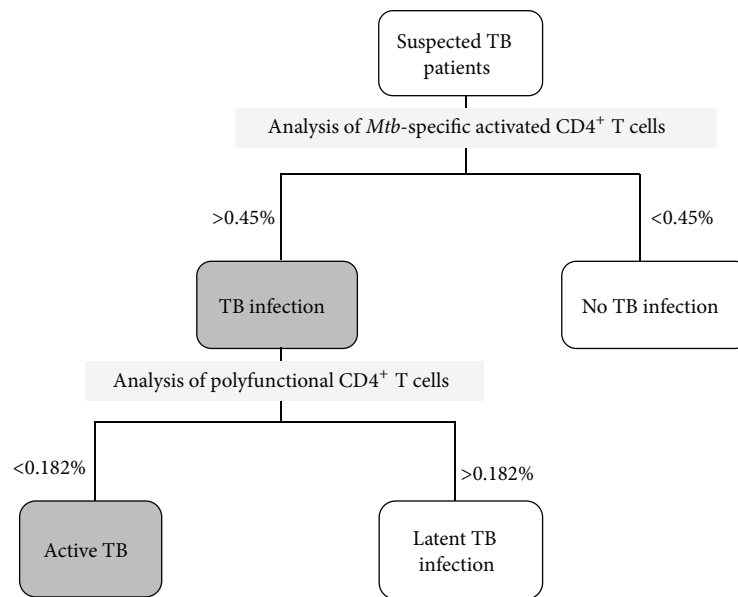 Suspected TB
patients
Analysis of Mtb-specific activated CD4⁺ T cells
>0.45%
<0.45%
TB infection
No TB infection
Analysis of polyfunctional CD4⁺ T cells
<0.182%
>0.182%
Active TB
Latent TB
infection